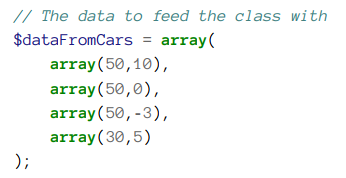 // The data to feed the class with
$dataFromCars = array(
    array(50,10),
    array(50,0),
    array(50,-3),
    array(30,5)
);